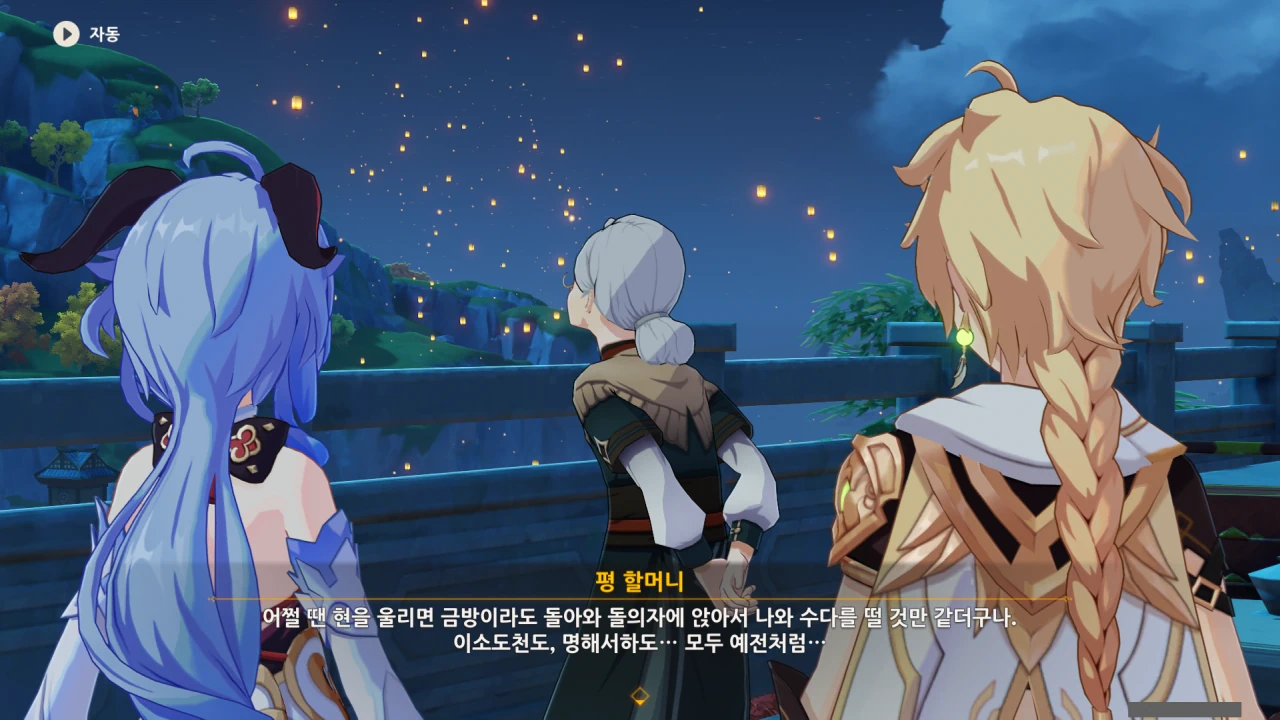 자동
평 할머니
어쩔 땐 현을 울리면 금방이라도 돌아와 돌의자에 앉아서 나와 수다를 떨 것만 같더구나.
이소도천도, 명해서하도… 모두 예전처럼…